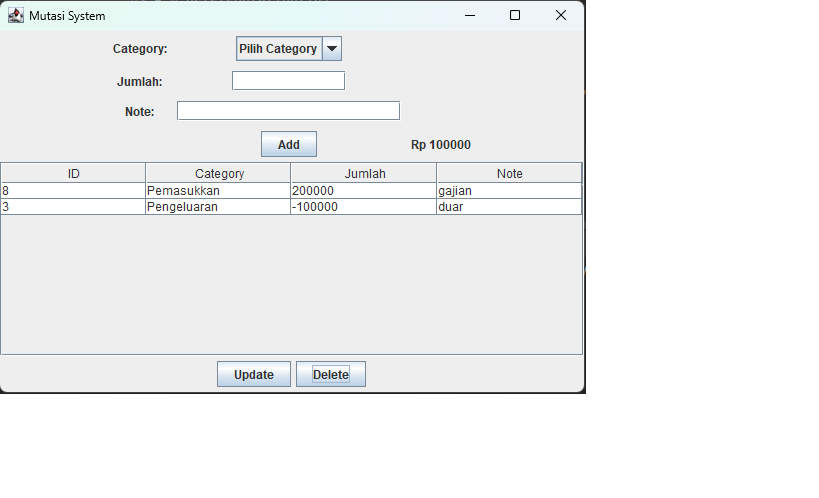 Mutasi System
Category: Pilih Category
Jumlah:
Note:
Add Rp 100000
ID Category Jumlah Note
8 Pemasukkan 200000 gajian
3 Pengeluaran -100000 duar
Update Delete